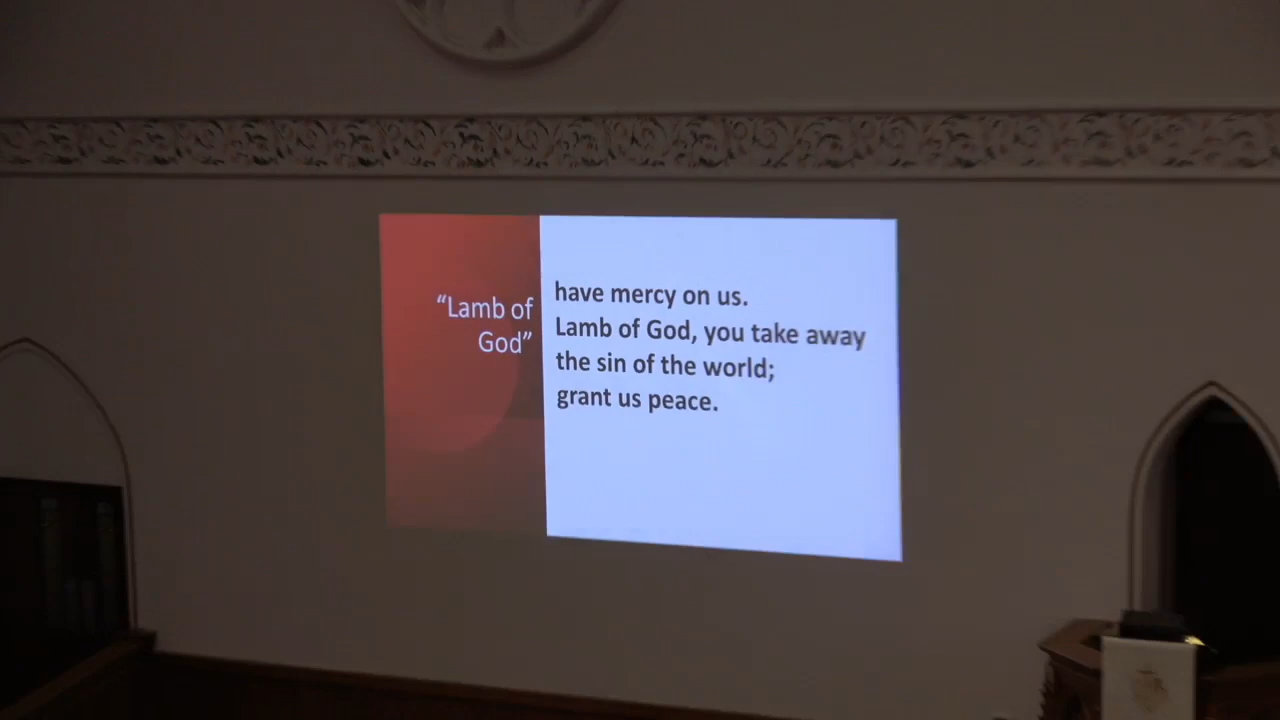 “Lamb of
God”
have mercy on us.
Lamb of God, you take away
the sin of the world;
grant us peace.